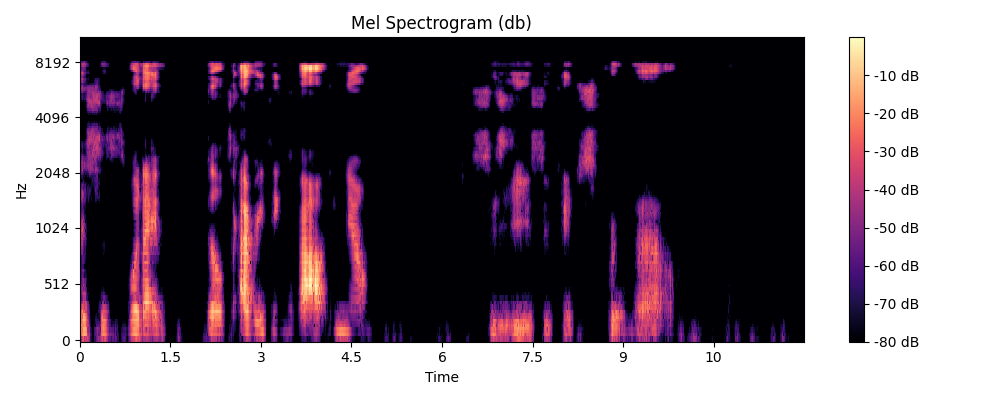 Mel Spectrogram (db)
8192
4096
2048
1024
512
0
Hz
0 1.5 3 4.5 6 7.5 9 10
Time
-10 dB
-20 dB
-30 dB
-40 dB
-50 dB
-60 dB
-70 dB
-80 dB